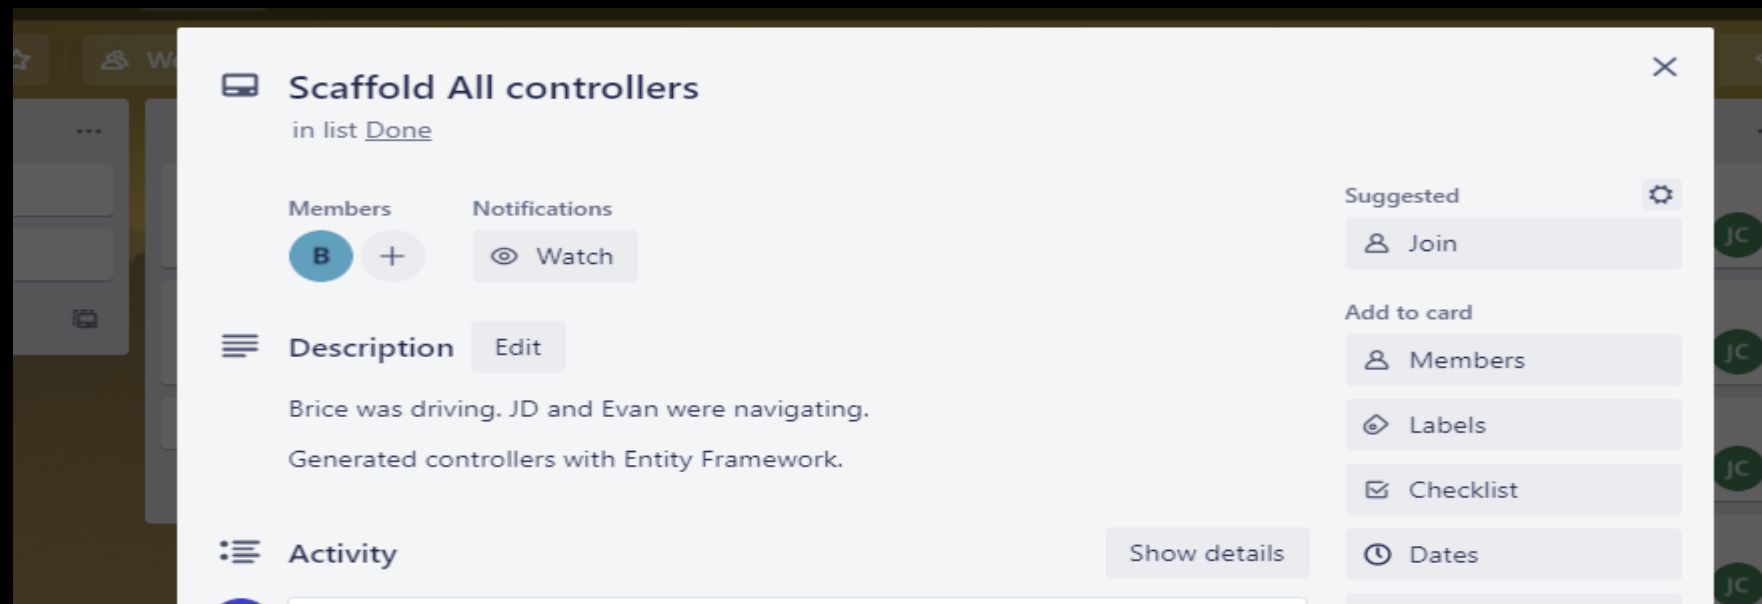 Scaffold All controllers
in list Done
Members Notifications
B + Watch
Description Edit
Brice was driving. JD and Evan were navigating.
Generated controllers with Entity Framework.
Activity Show details
Suggested
Join
Add to card
Members
Labels
Checklist
Dates
JC
JC
JC
JC